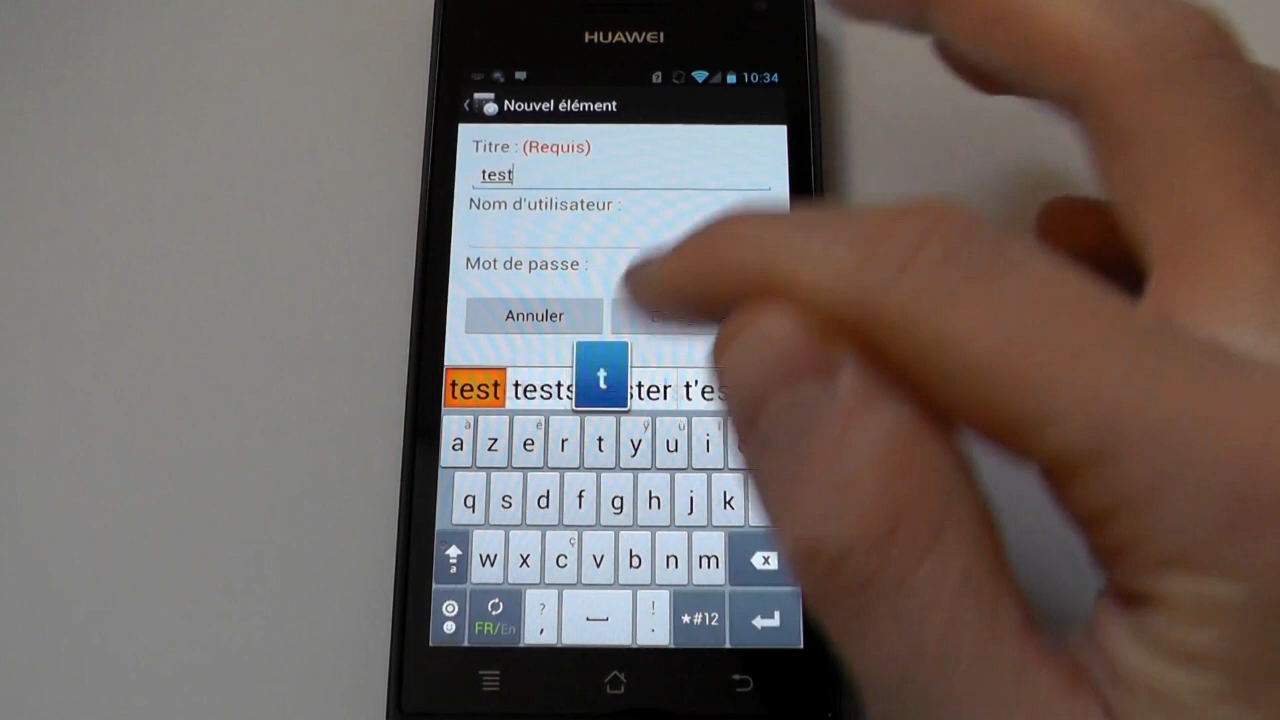 HUAWEI
10:34
Nouvel élément
Titre : (Requis)
test
Nom d'utilisateur :
Mot de passe :
Annuler
t
test tests
a z e r t y u i
q s d f g h j k
w x c v b n m
FR/En ? , ! . *#12